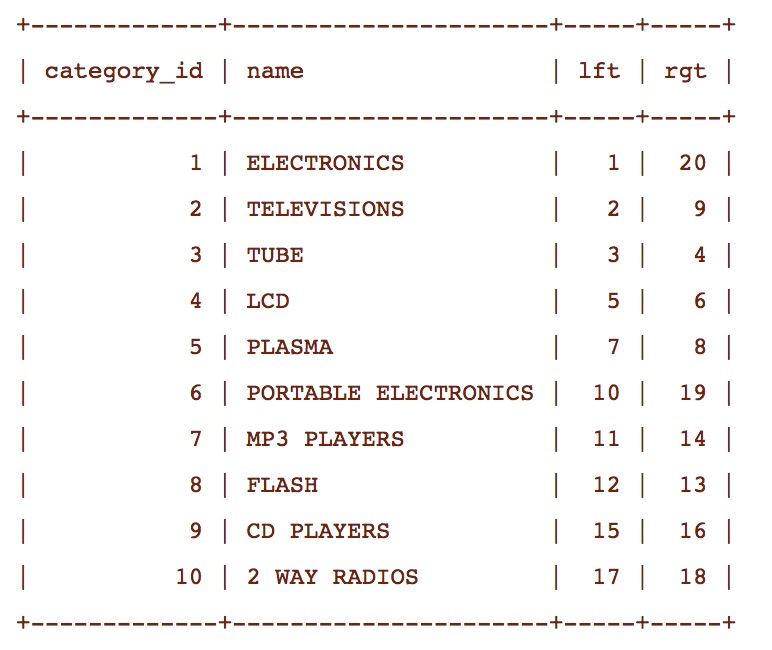 +-------------+----------------------+-----+-----+
| category_id | name                 | lft | rgt |
+-------------+----------------------+-----+-----+
|           1 | ELECTRONICS          |   1 |  20 |
|           2 | TELEVISIONS          |   2 |   9 |
|           3 | TUBE                 |   3 |   4 |
|           4 | LCD                  |   5 |   6 |
|           5 | PLASMA               |   7 |   8 |
|           6 | PORTABLE ELECTRONICS |  10 |  19 |
|           7 | MP3 PLAYERS          |  11 |  14 |
|           8 | FLASH                |  12 |  13 |
|           9 | CD PLAYERS           |  15 |  16 |
|          10 | 2 WAY RADIOS         |  17 |  18 |
+-------------+----------------------+-----+-----+